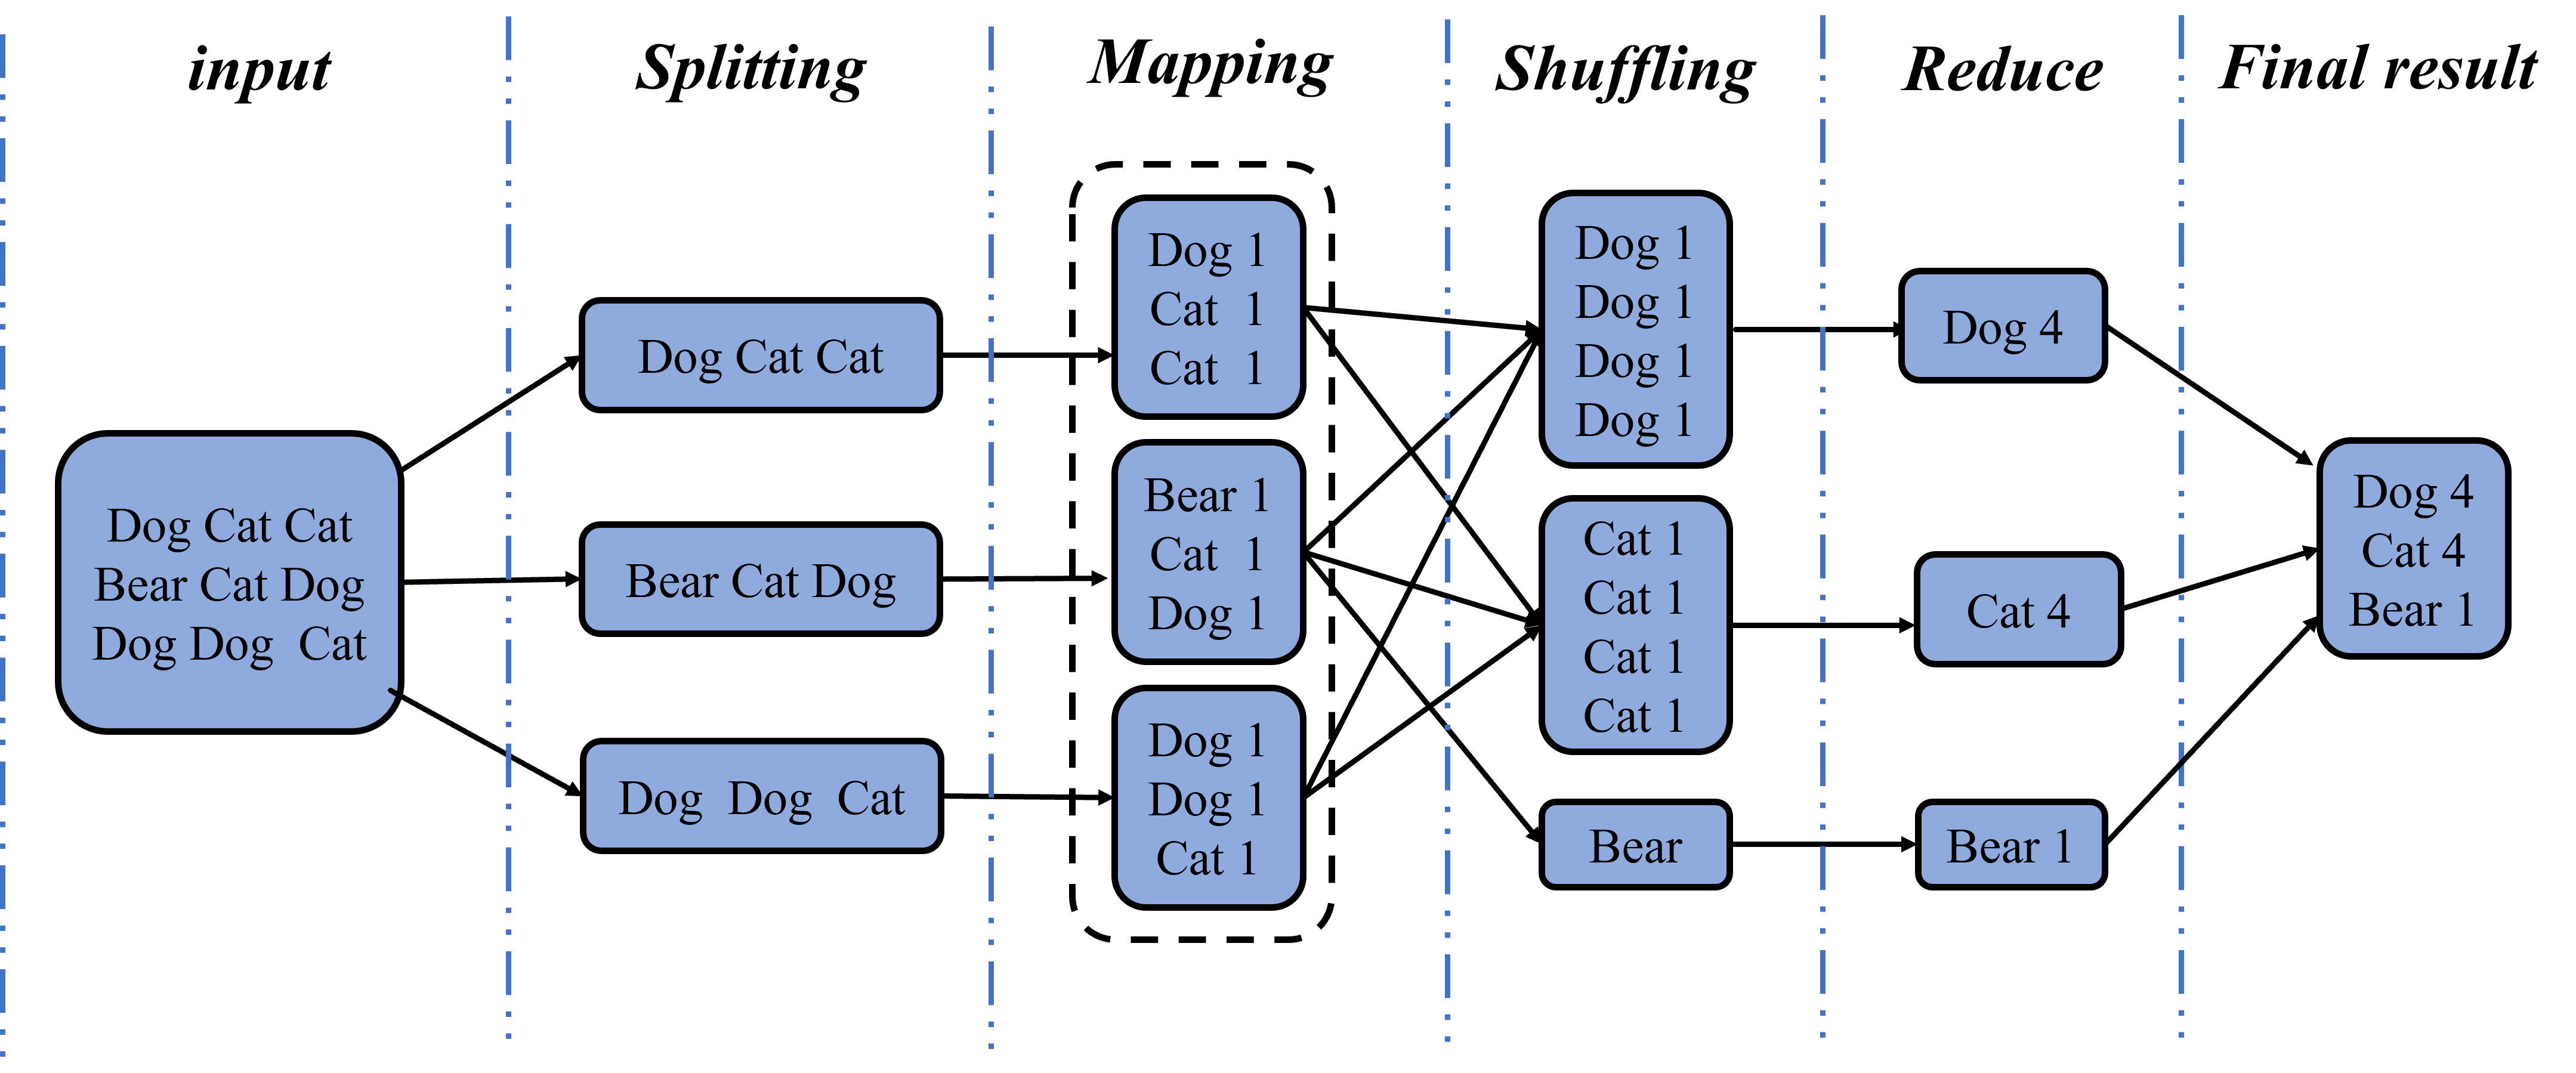 input
Splitting
Mapping
Shuffling
Reduce
Final result
Dog Cat Cat
Bear Cat Dog
Dog Dog  Cat
Dog Cat Cat
Bear Cat Dog
Dog  Dog  Cat
Dog 1
Cat  1
Cat  1
Bear 1
Cat  1
Dog 1
Dog 1
Dog 1
Cat 1
Dog 1
Dog 1
Dog 1
Dog 1
Cat 1
Cat 1
Cat 1
Cat 1
Bear
Dog 4
Cat 4
Bear 1
Dog 4
Cat 4
Bear 1